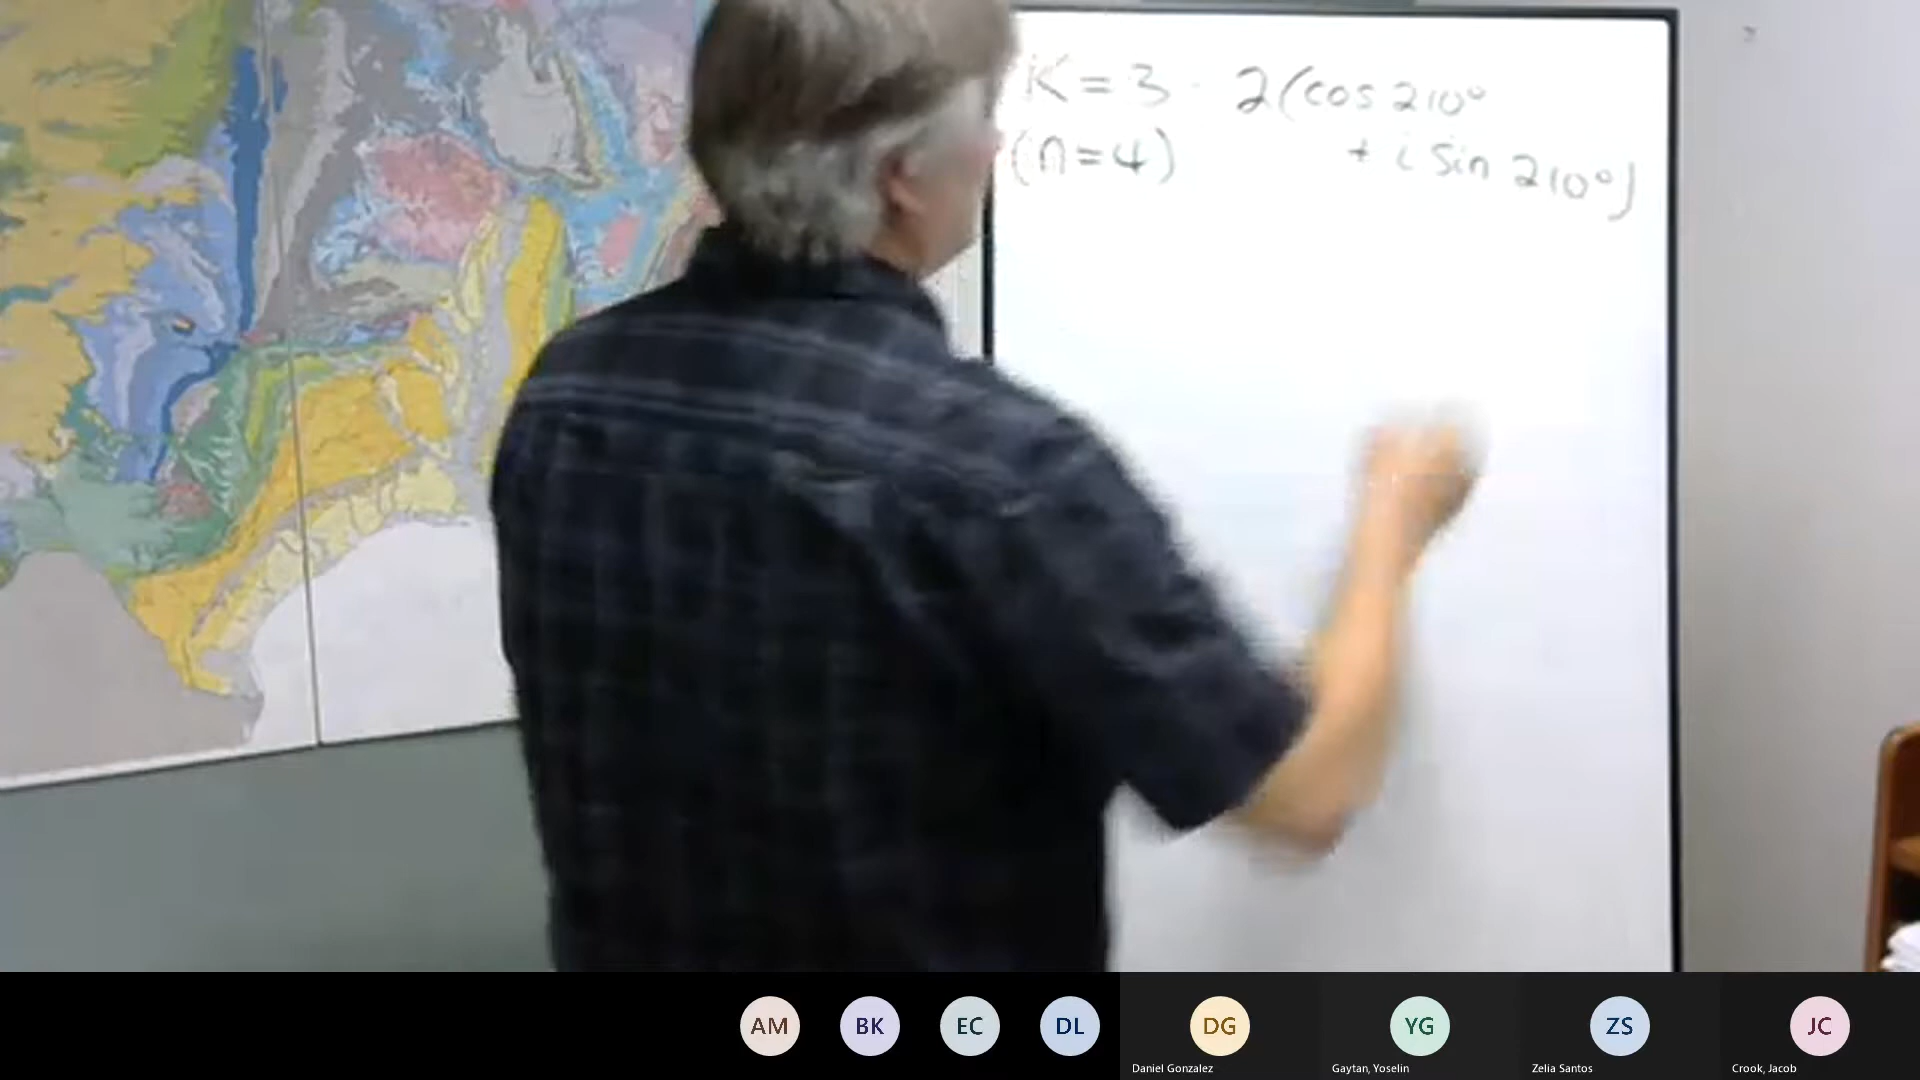 K = 3 2(cos 210°
(n = 4) + i sin 210°)
AM BK EC DL DG YG ZS JC
Daniel Gonzalez Gaytan, Yoselin Zelia Santos Crook, Jacob